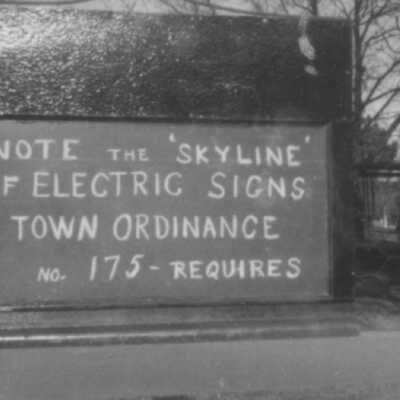 NOTE THE 'SKYLINE'
F ELECTRIC SIGNS
TOWN ORDINANCE
NO. 175- REQUIRES